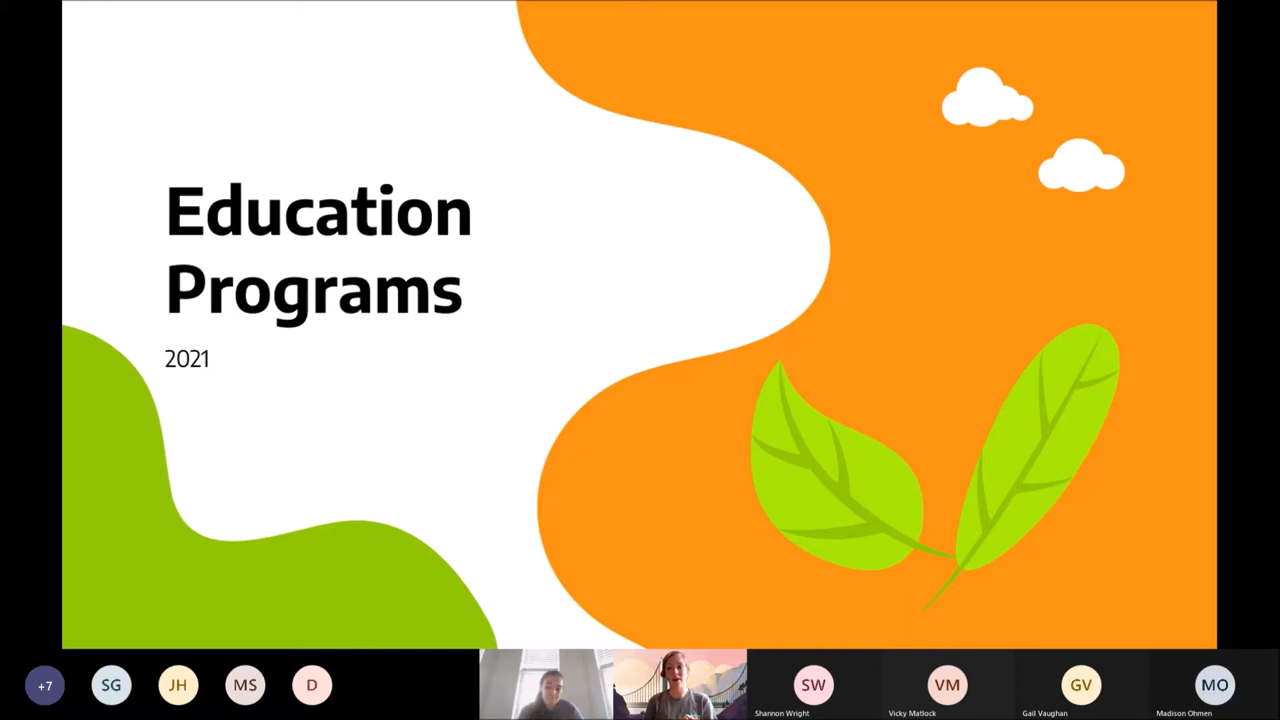 Education
Programs
2021
+7
SG
JH
MS
D
SW
VM
GV
MO
Shannon Wright
Vicky Matlock
Gail Vaughan
Madison Ohmen